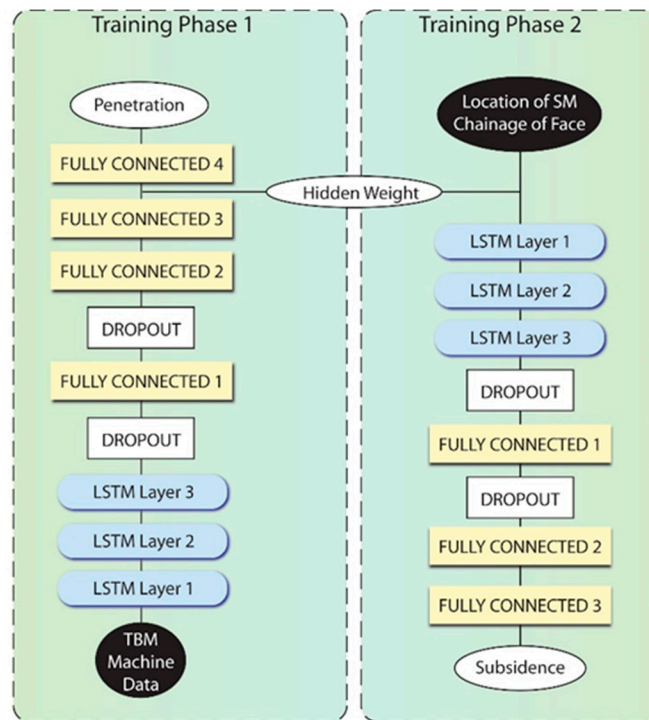 Training Phase 1
Penetration
FULLY CONNECTED 4
FULLY CONNECTED 3
FULLY CONNECTED 2
DROPOUT
FULLY CONNECTED 1
DROPOUT
LSTM Layer 3
LSTM Layer 2
LSTM Layer 1
TBM
Machine
Data
Hidden Weight
Training Phase 2
Location of SM
Chainage of Face
LSTM Layer 1
LSTM Layer 2
LSTM Layer 3
DROPOUT
FULLY CONNECTED 1
DROPOUT
FULLY CONNECTED 2
FULLY CONNECTED 3
Subsidence